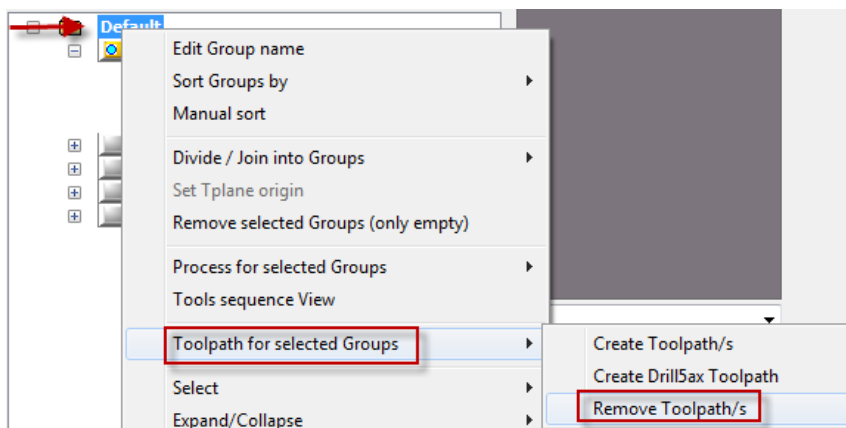 Default
Edit Group name
Sort Groups by
Manual sort
Divide / Join into Groups
Set Tplane origin
Remove selected Groups (only empty)
Process for selected Groups
Tools sequence View
Toolpath for selected Groups
Select
Expand/Collapse
Create Toolpath/s
Create Drill5ax Toolpath
Remove Toolpath/s